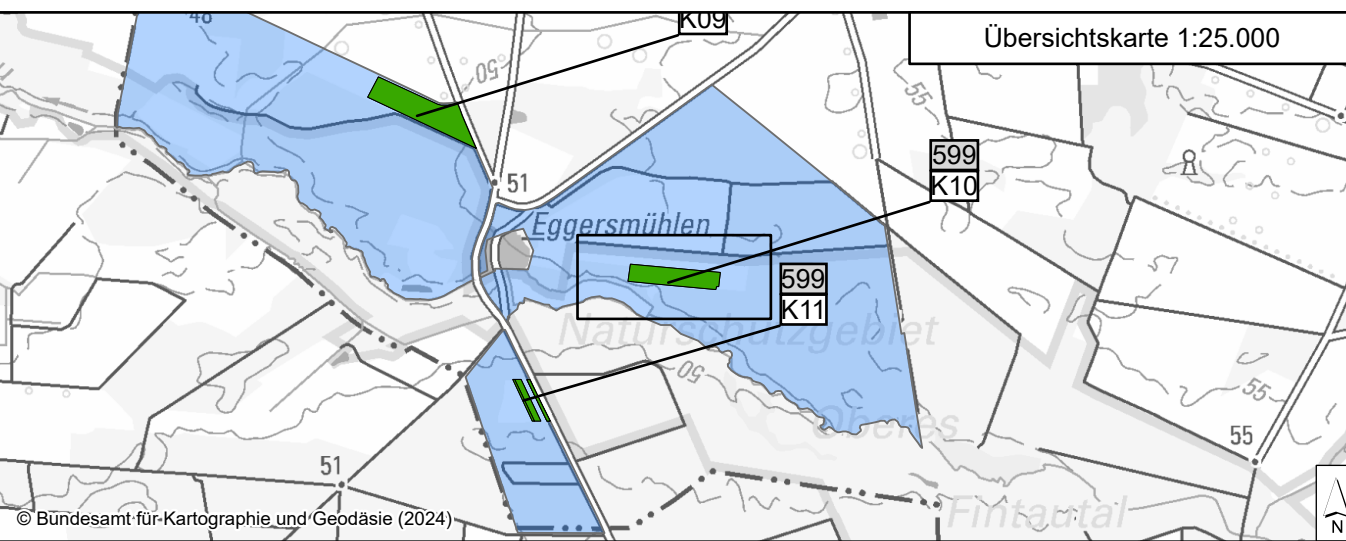 48
K09
Übersichtskarte 1:25.000
50
55
599
K10
51
Eggersmühlen
599
K11
Naturschutzgebiet
50
55
Oberes
55
51
Fintautal
© Bundesamt für Kartographie und Geodäsie (2024)
N